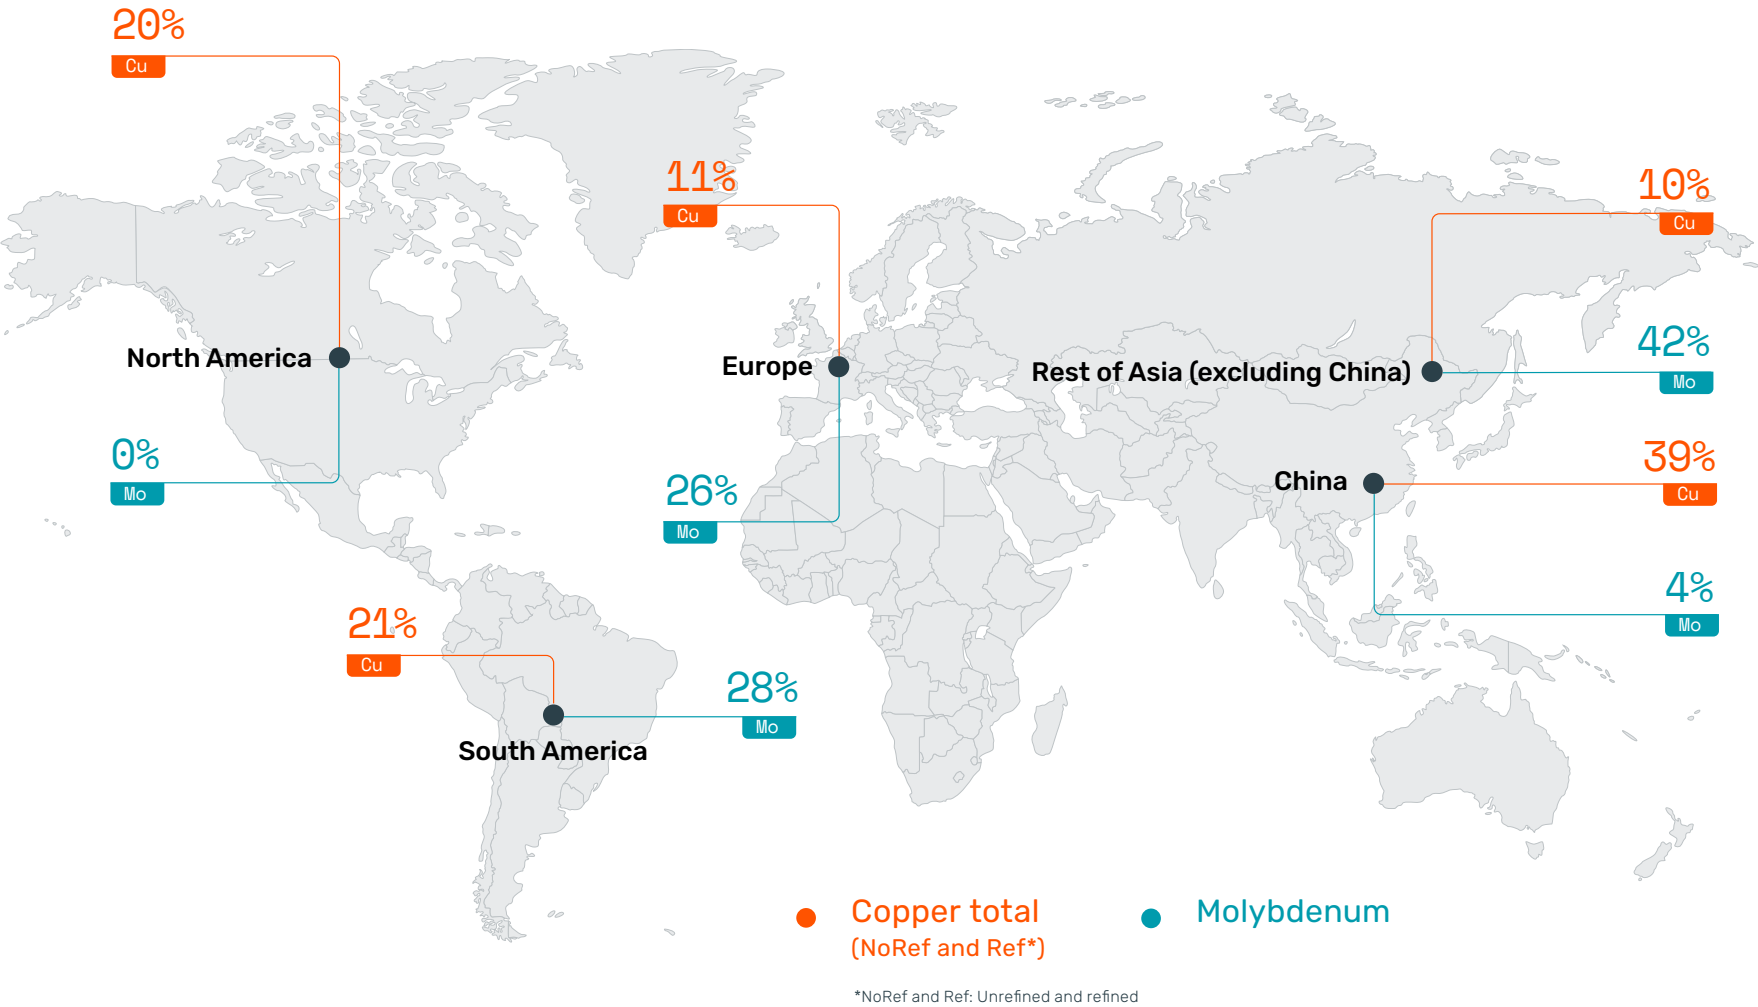 20%
Cu
11%
Cu
10%
Cu
North America
Europe
Rest of Asia (excluding China)
42%
Mo
0%
Mo
26%
Mo
China
39%
Cu
4%
Mo
21%
Cu
28%
Mo
South America
Copper total
(NoRef and Ref*)
Molybdenum
*NoRef and Ref: Unrefined and refined